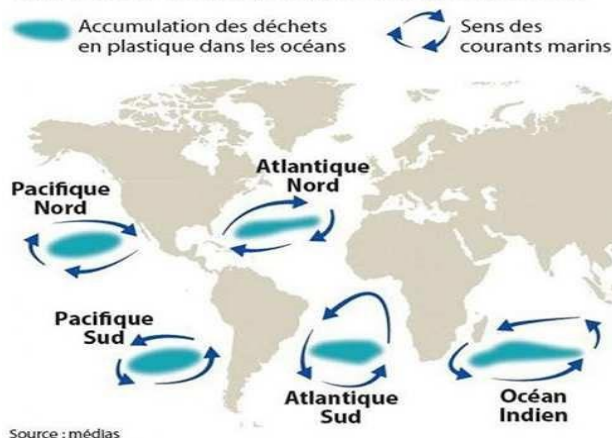 Accumulation des déchets
en plastique dans les océans
Sens des
courants marins
Atlantique
Nord
Pacifique
Nord
Pacifique
Sud
Atlantique
Sud
Océan
Indien
Source : médias